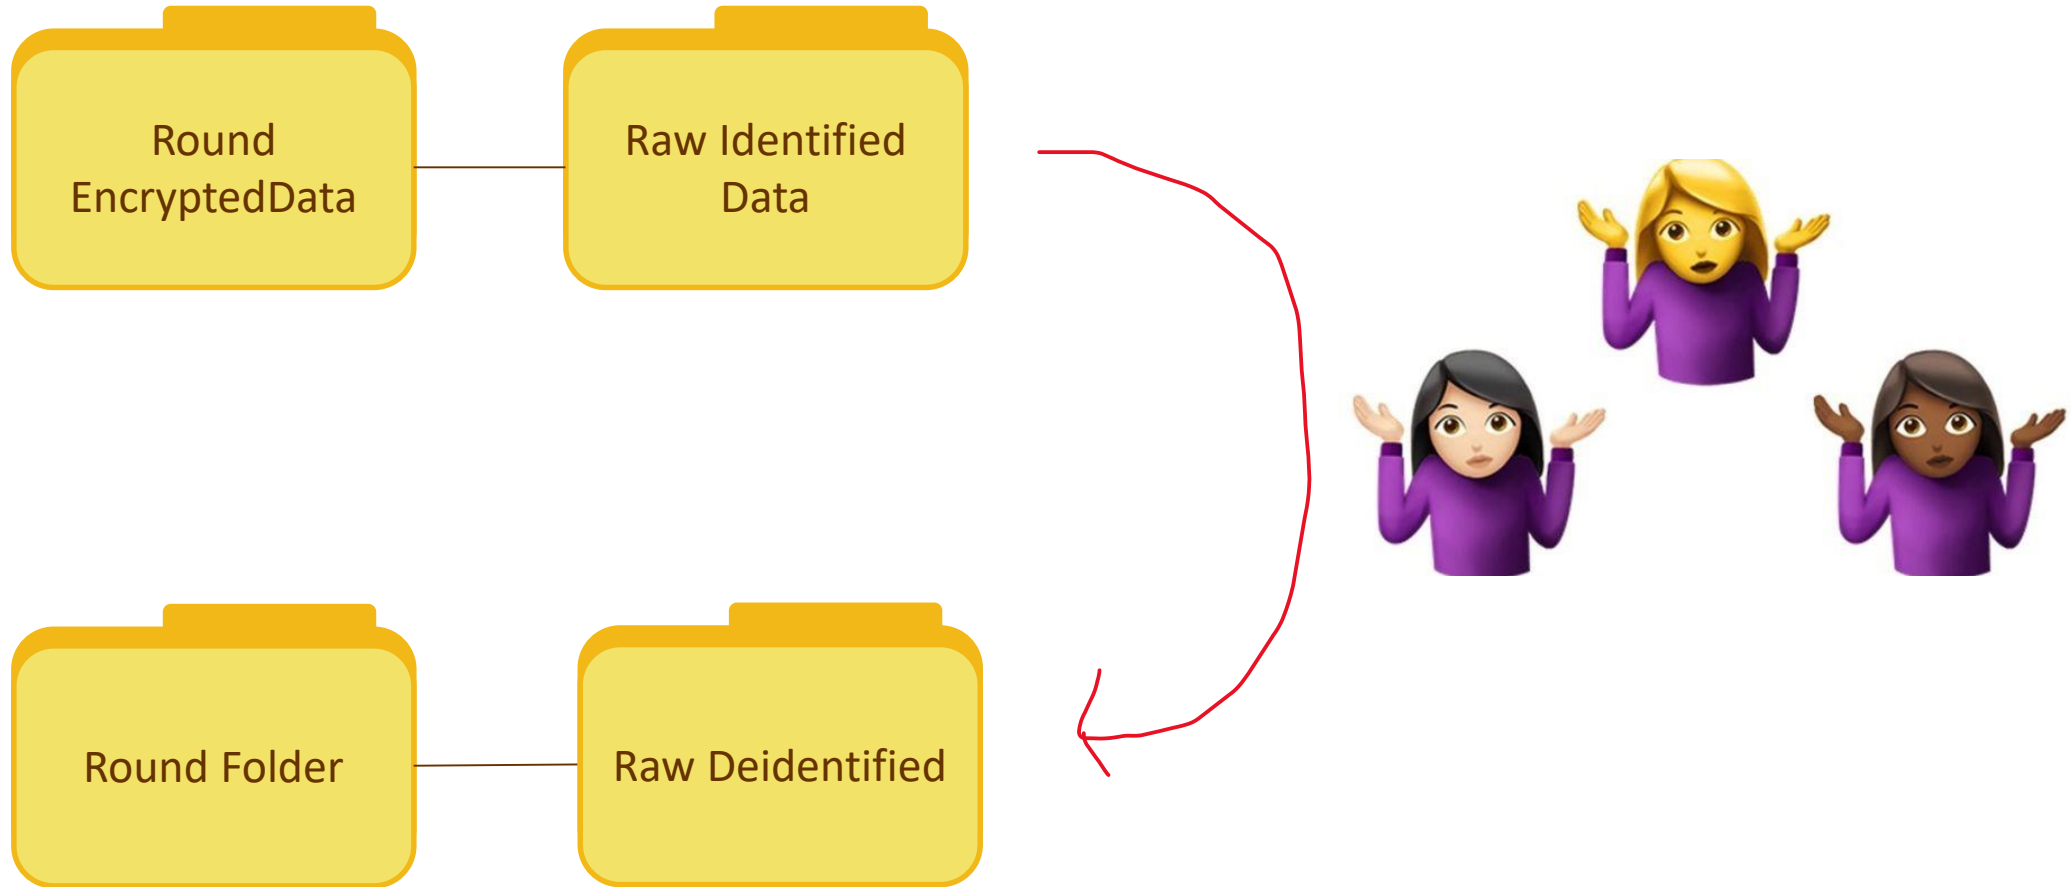 Round
EncryptedData
Raw Identified
Data
Round Folder
Raw Deidentified